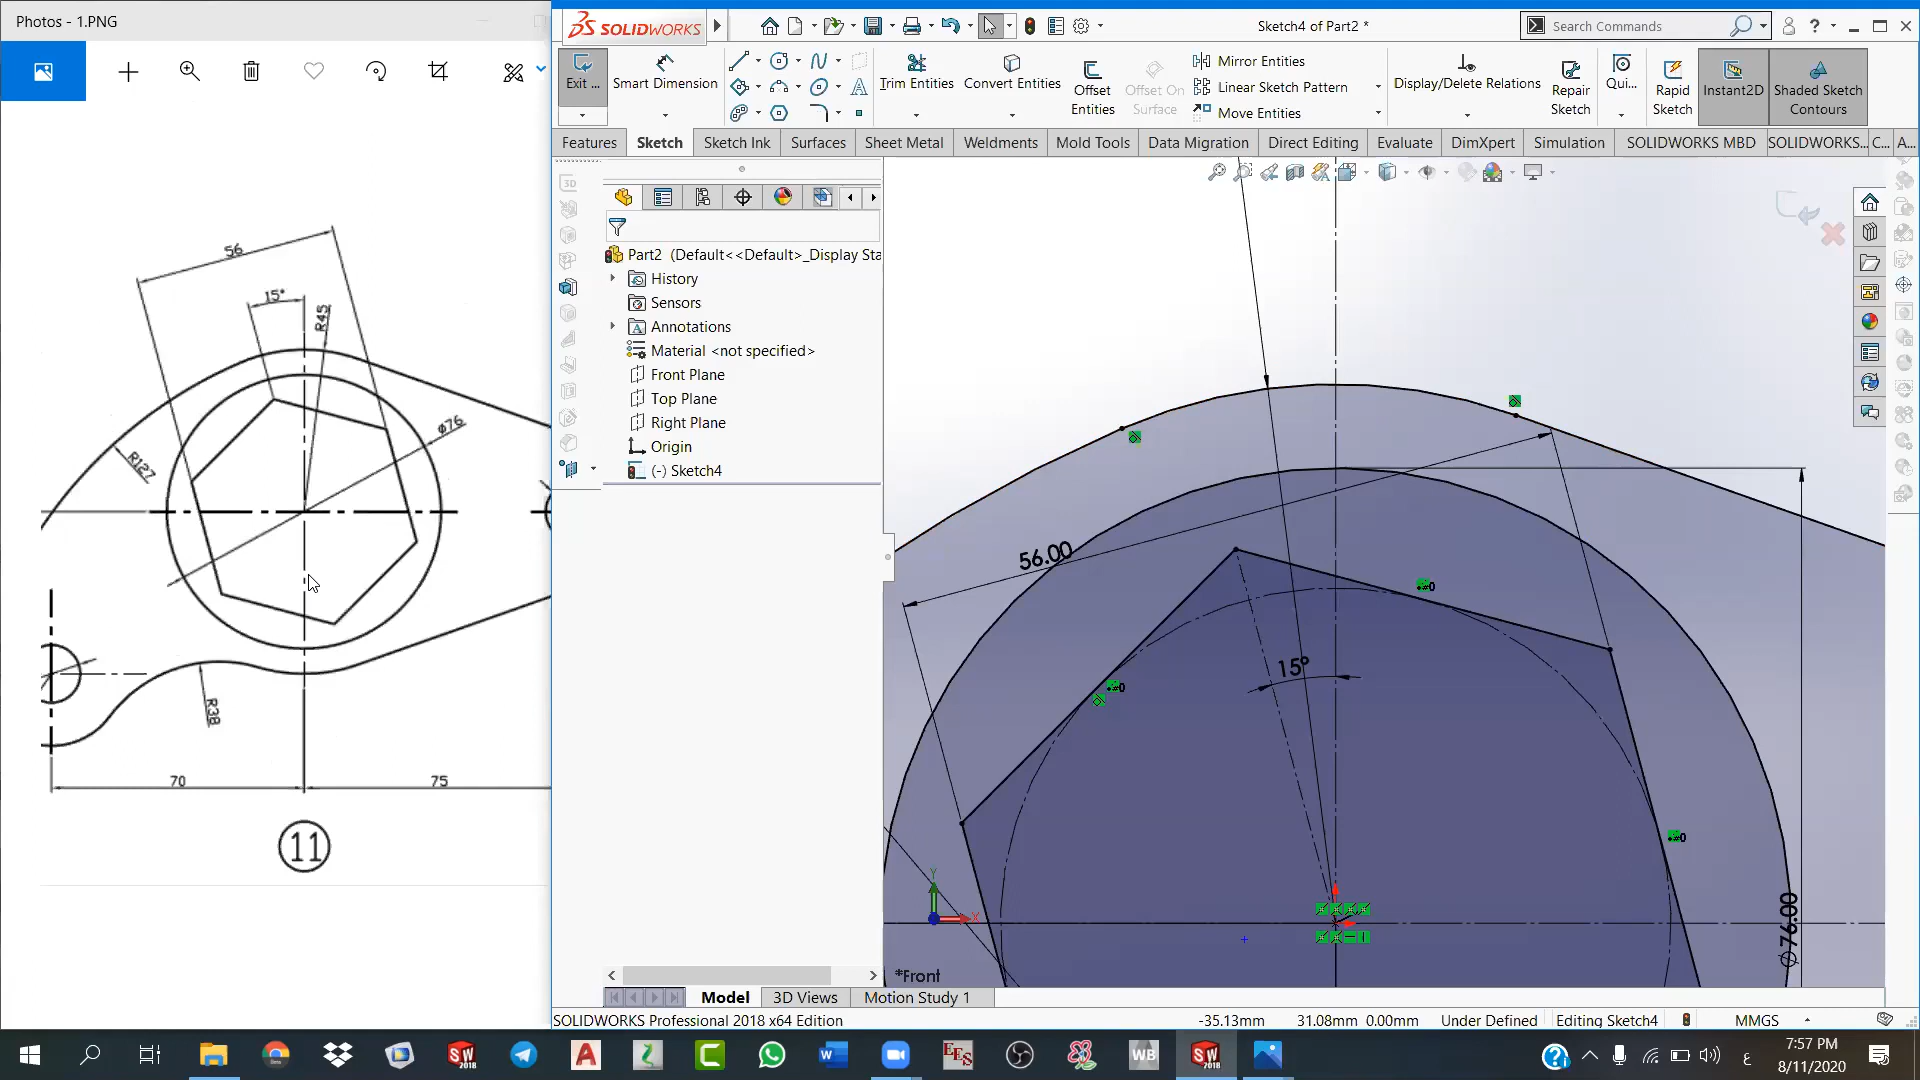 Photos - 1.PNG
SOLIDWORKS
Sketch4 of Part2 *
Search Commands
?
Exit ...
Smart Dimension
Trim Entities
Convert Entities
Offset Entities
Offset On Surface
Mirror Entities
Linear Sketch Pattern
Move Entities
Display/Delete Relations
Repair Sketch
Qui...
Rapid Sketch
Instant2D
Shaded Sketch Contours
Features
Sketch
Sketch Ink
Surfaces
Sheet Metal
Weldments
Mold Tools
Data Migration
Direct Editing
Evaluate
DimXpert
Simulation
SOLIDWORKS MBD
SOLIDWORKS...
C...
A...
Part2 (Default<<Default>_Display Sta
History
Sensors
Annotations
Material <not specified>
Front Plane
Top Plane
Right Plane
Origin
(-) Sketch4
56
15°
R45
ø76
R127
R38
70
75
11
56.00
15°
Ø76.00
Y
X
*Front
Model
3D Views
Motion Study 1
SOLIDWORKS Professional 2018 x64 Edition
-35.13mm
31.08mm 0.00mm
Under Defined
Editing Sketch4
MMGS
ع
7:57 PM
8/11/2020